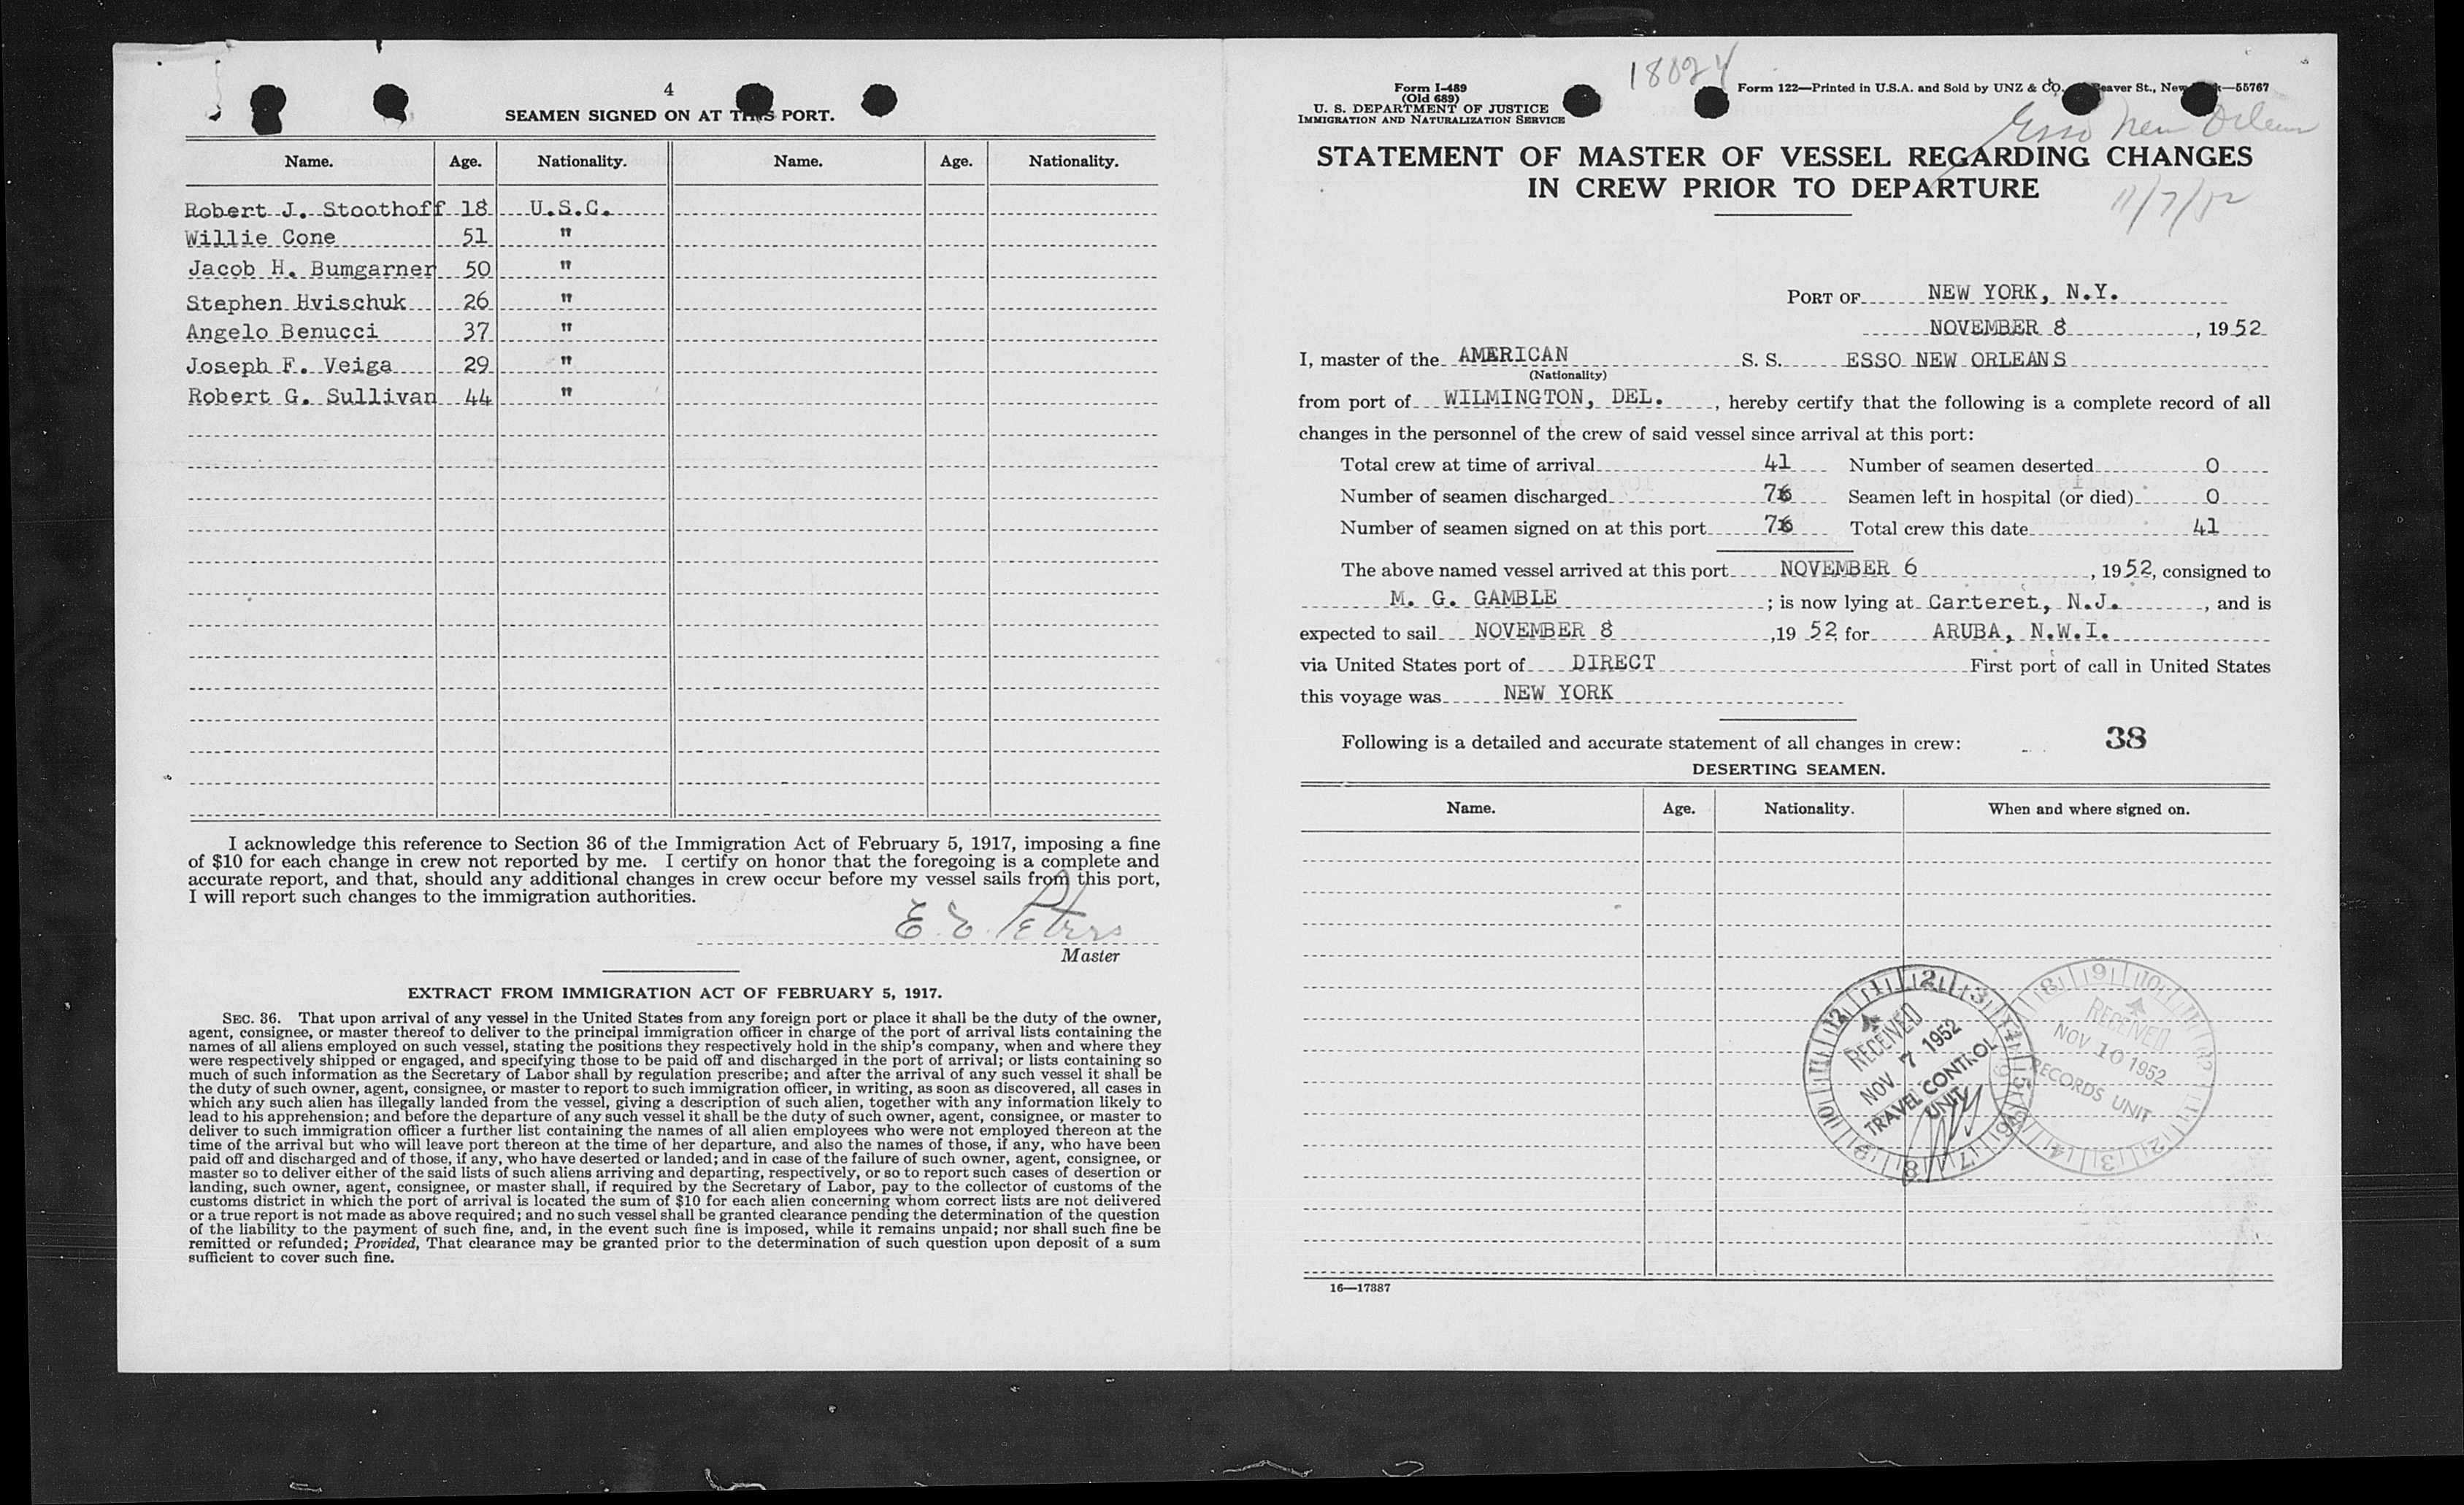 4
SEAMEN SIGNED ON AT THIS PORT.
Name. Age. Nationality. Name. Age. Nationality.
Robert J. Stoothoff 18 U.S.C.
Willie Cone 51 "
Jacob H. Bumgarner 50 "
Stephen Hvischuk 26 "
Angelo Benucci 37 "
Joseph F. Veiga 29 "
Robert G. Sullivan 44 "
I acknowledge this reference to Section 36 of the Immigration Act of February 5, 1917, imposing a fine
of $10 for each change in crew not reported by me. I certify on honor that the foregoing is a complete and
accurate report, and that, should any additional changes in crew occur before my vessel sails from this port,
I will report such changes to the immigration authorities.
E. E. Peters
Master
EXTRACT FROM IMMIGRATION ACT OF FEBRUARY 5, 1917.
SEC. 36. That upon arrival of any vessel in the United States from any foreign port or place it shall be the duty of the owner,
agent, consignee, or master thereof to deliver to the principal immigration officer in charge of the port of arrival lists containing the
names of all aliens employed on such vessel, stating the positions they respectively hold in the ship's company, when and where they
were respectively shipped or engaged, and specifying those to be paid off and discharged in the port of arrival; or lists containing so
much of such information as the Secretary of Labor shall by regulation prescribe; and after the arrival of any such vessel it shall be
the duty of such owner, agent, consignee, or master to report to such immigration officer, in writing, as soon as discovered, all cases in
which any such alien has illegally landed from the vessel, giving a description of such alien, together with any information likely to
lead to his apprehension; and before the departure of any such vessel it shall be the duty of such owner, agent, consignee, or master to
deliver to such immigration officer a further list containing the names of all alien employees who were not employed thereon at the
time of the arrival but who will leave port thereon at the time of her departure, and also the names of those, if any, who have been
paid off and discharged and of those, if any, who have deserted or landed; and in case of the failure of such owner, agent, consignee, or
master so to deliver either of the said lists of such aliens arriving and departing, respectively, or so to report such cases of desertion or
landing, such owner, agent, consignee, or master shall, if required by the Secretary of Labor, pay to the collector of customs of the
customs district in which the port of arrival is located the sum of $10 for each alien concerning whom correct lists are not delivered
or a true report is not made as above required; and no such vessel shall be granted clearance pending the determination of the question
of the liability to the payment of such fine, and, in the event such fine is imposed, while it remains unpaid; nor shall such fine be
remitted or refunded; Provided, That clearance may be granted prior to the determination of such question upon deposit of a sum
sufficient to cover such fine.
18024
Form I-489
(Old 689)
U. S. DEPARTMENT OF JUSTICE
IMMIGRATION AND NATURALIZATION SERVICE
Form 122—Printed in U.S.A. and Sold by UNZ & CO. eaver St., New —55767
Esso New Orleans
STATEMENT OF MASTER OF VESSEL REGARDING CHANGES
IN CREW PRIOR TO DEPARTURE
11/7/52
PORT OF NEW YORK, N.Y.
NOVEMBER 8, 1952
I, master of the AMERICAN S. S. ESSO NEW ORLEANS
(Nationality)
from port of WILMINGTON, DEL., hereby certify that the following is a complete record of all
changes in the personnel of the crew of said vessel since arrival at this port:
Total crew at time of arrival 41 Number of seamen deserted 0
Number of seamen discharged 7 Seamen left in hospital (or died) 0
Number of seamen signed on at this port 7 Total crew this date 41
The above named vessel arrived at this port NOVEMBER 6, 1952, consigned to
M. G. GAMBLE; is now lying at Carteret, N.J., and is
expected to sail NOVEMBER 8, 1952 for ARUBA, N.W.I.
via United States port of DIRECT First port of call in United States
this voyage was NEW YORK
Following is a detailed and accurate statement of all changes in crew: 38
DESERTING SEAMEN.
Name. Age. Nationality. When and where signed on.
RECEIVED
NOV 7 1952
TRAVEL CONTROL
UNIT
RECEIVED
NOV 10 1952
RECORDS UNIT
16—17387